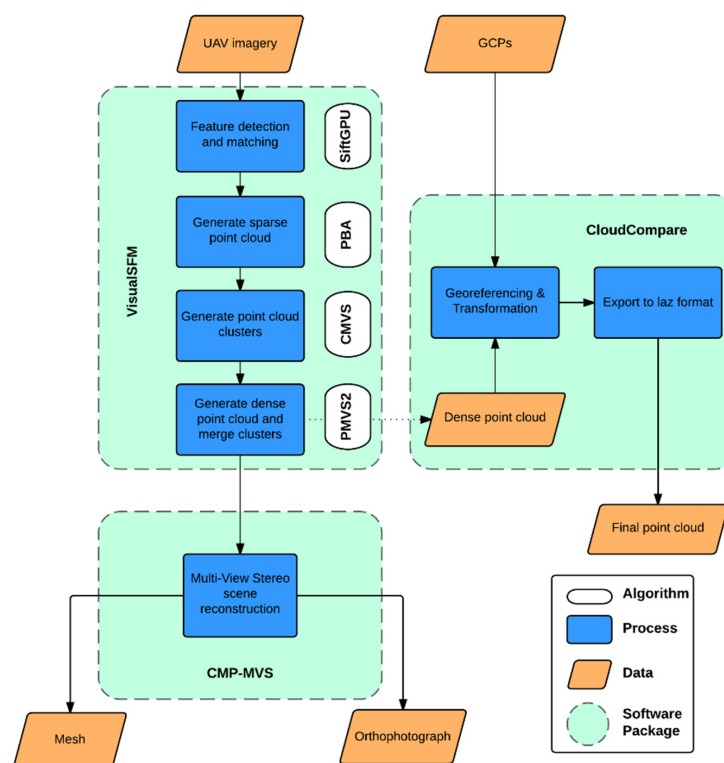 UAV imagery
GCPs
Feature detection
and matching
SiftGPU
Generate sparse
point cloud
PBA
VisualSFM
Generate point cloud
clusters
CMVS
Generate dense
point cloud and
merge clusters
PMVS2
CloudCompare
Georeferencing &
Transformation
Export to laz format
Dense point cloud
Final point cloud
Multi-View Stereo
scene
reconstruction
CMP-MVS
Mesh
Orthophotograph
Algorithm
Process
Data
Software
Package